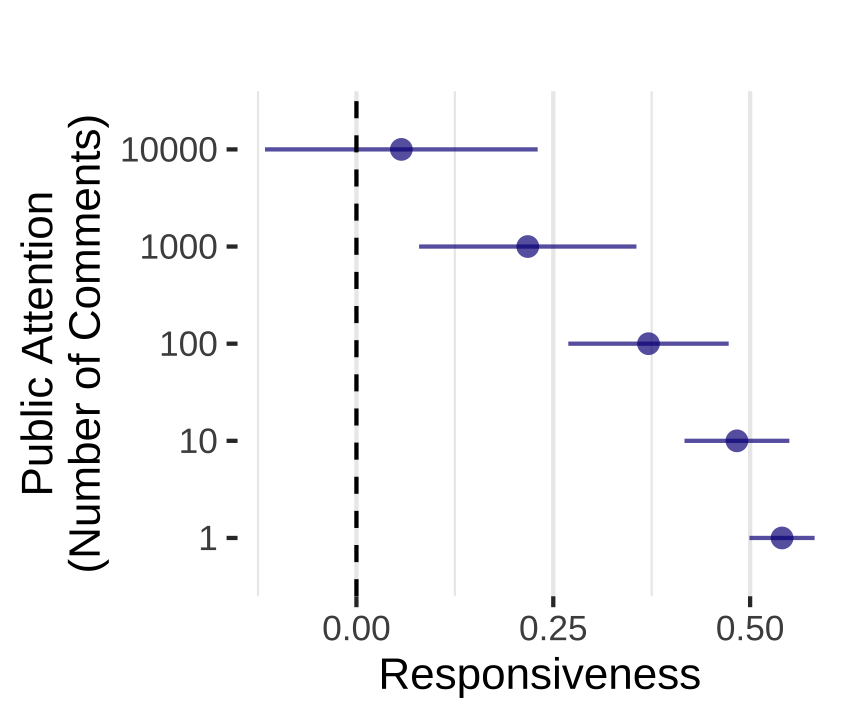 Public Attention
(Number of Comments)
10000
1000
100
10
1
0.00
0.25
0.50
Responsiveness